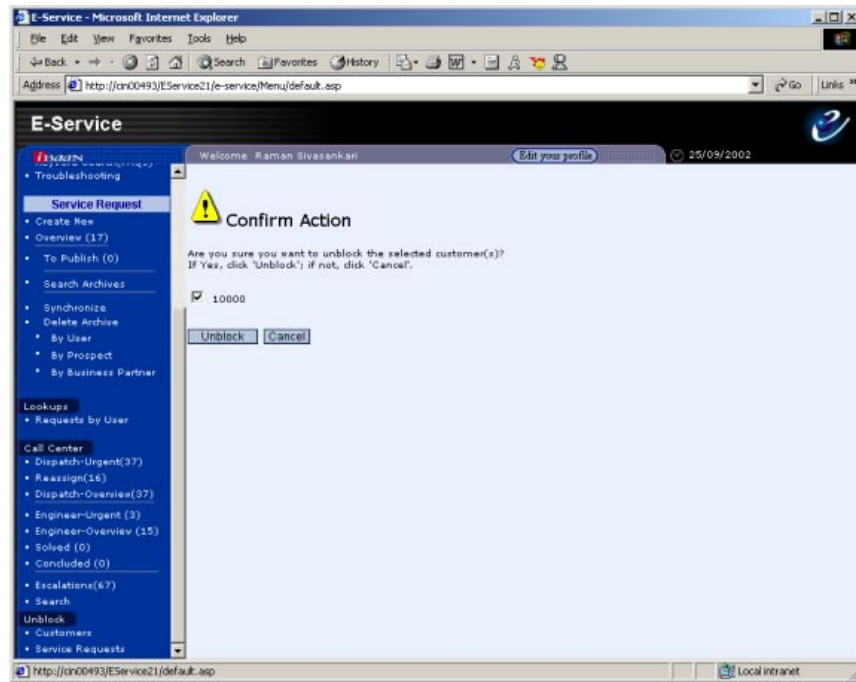 E-Service - Microsoft Internet Explorer
File Edit View Favorites Tools Help
Back Search Favorites History
Address http://cin00493/EService21/e-service/Menu/default.asp Go Links
E-Service
Welcome Raman Sivasankari Edit your profile 25/09/2002
Troubleshooting
Service Request
Create New
Overview (17)
To Publish (0)
Search Archives
Synchronize
Delete Archive
By User
By Prospect
By Business Partner
Lookups
Requests by User
Call Center
Dispatch-Urgent(37)
Reassign(16)
Dispatch-Overview(37)
Engineer-Urgent (3)
Engineer-Overview (15)
Solved (0)
Concluded (0)
Escalations(67)
Search
Unblock
Customers
Service Requests
Confirm Action
Are you sure you want to unblock the selected customer(s)?
If Yes, click 'Unblock'; if not, click 'Cancel'.
10000
Unblock Cancel
http://cin00493/EService21/default.asp Local intranet